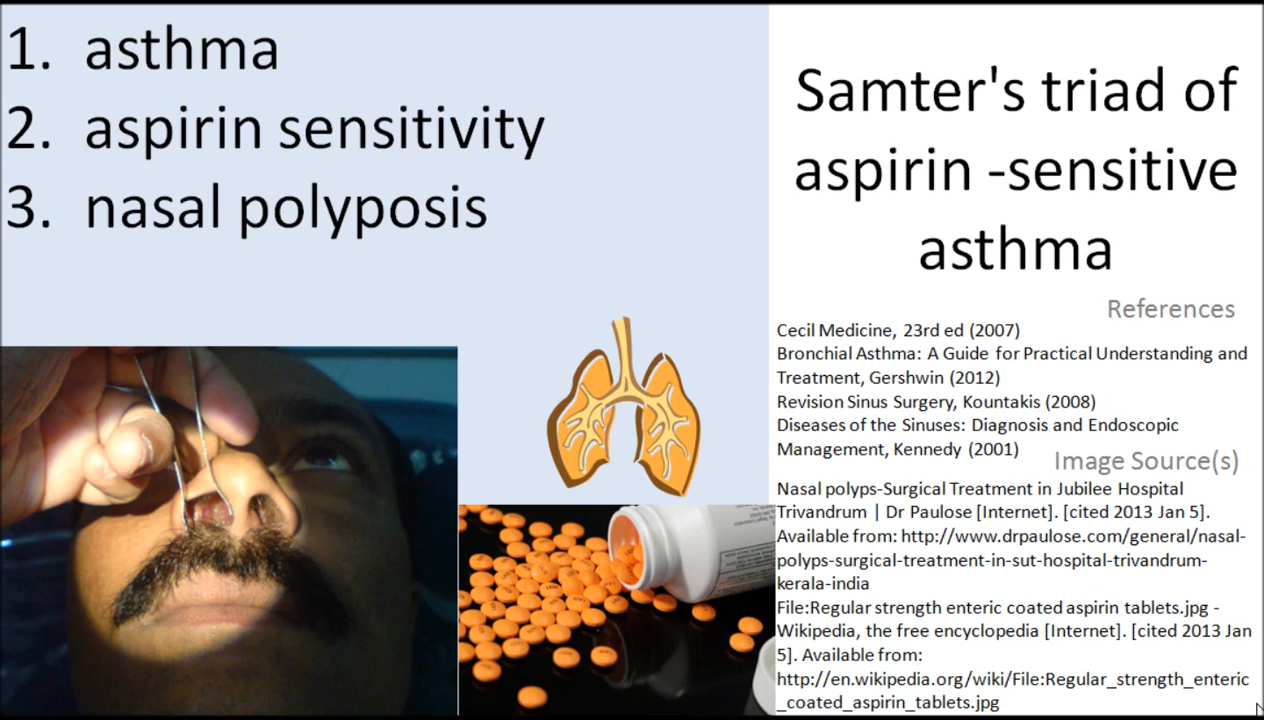 1. asthma
2. aspirin sensitivity
3. nasal polyposis
Samter's triad of
aspirin -sensitive
asthma
References
Cecil Medicine, 23rd ed (2007)
Bronchial Asthma: A Guide for Practical Understanding and
Treatment, Gershwin (2012)
Revision Sinus Surgery, Kountakis (2008)
Diseases of the Sinuses: Diagnosis and Endoscopic
Management, Kennedy (2001)
Image Source(s)
Nasal polyps-Surgical Treatment in Jubilee Hospital
Trivandrum | Dr Paulose [Internet]. [cited 2013 Jan 5].
Available from: http://www.drpaulose.com/general/nasal-
polyps-surgical-treatment-in-sut-hospital-trivandrum-
kerala-india
File:Regular strength enteric coated aspirin tablets.jpg -
Wikipedia, the free encyclopedia [Internet]. [cited 2013 Jan
5]. Available from:
http://en.wikipedia.org/wiki/File:Regular_strength_enteric
_coated_aspirin_tablets.jpg